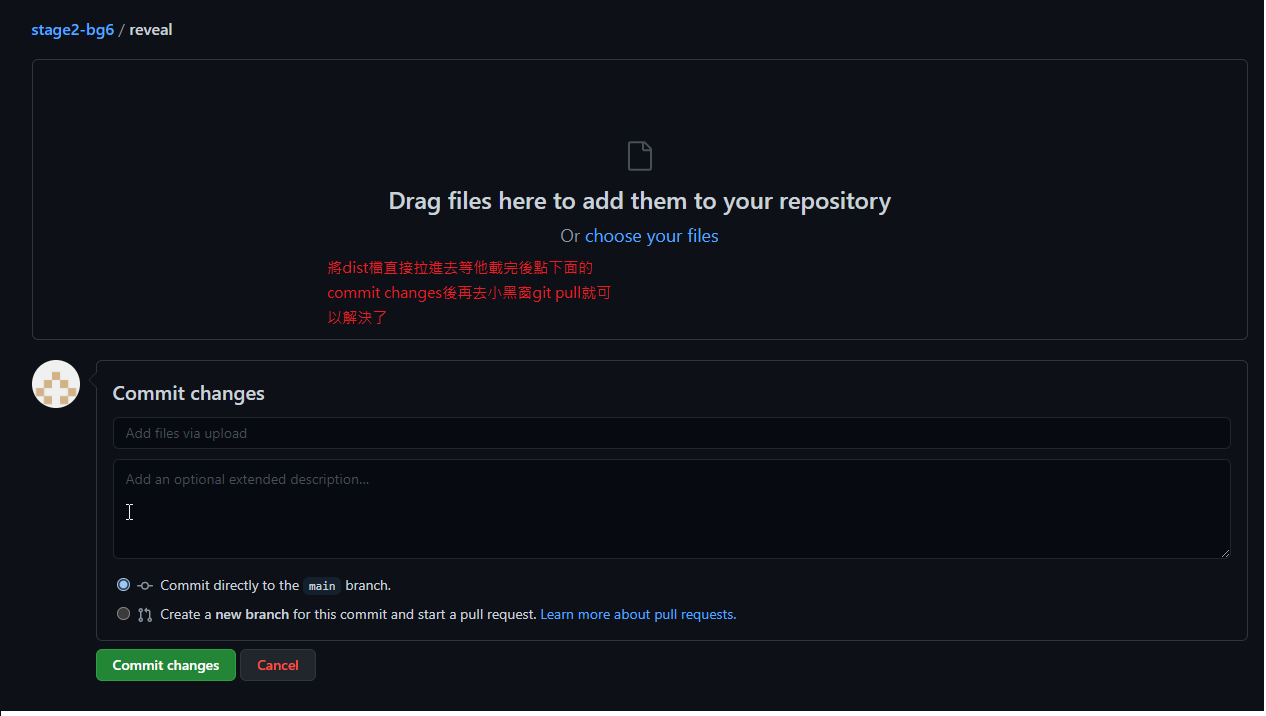 stage2-bg6 / reveal
Drag files here to add them to your repository
Or choose your files
將dist檔直接拉進去等他載完後點下面的
commit changes後再去小黑窗git pull就可
以解決了
Commit changes
Add files via upload
Add an optional extended description...
Commit directly to the main branch.
Create a new branch for this commit and start a pull request. Learn more about pull requests.
Commit changes Cancel